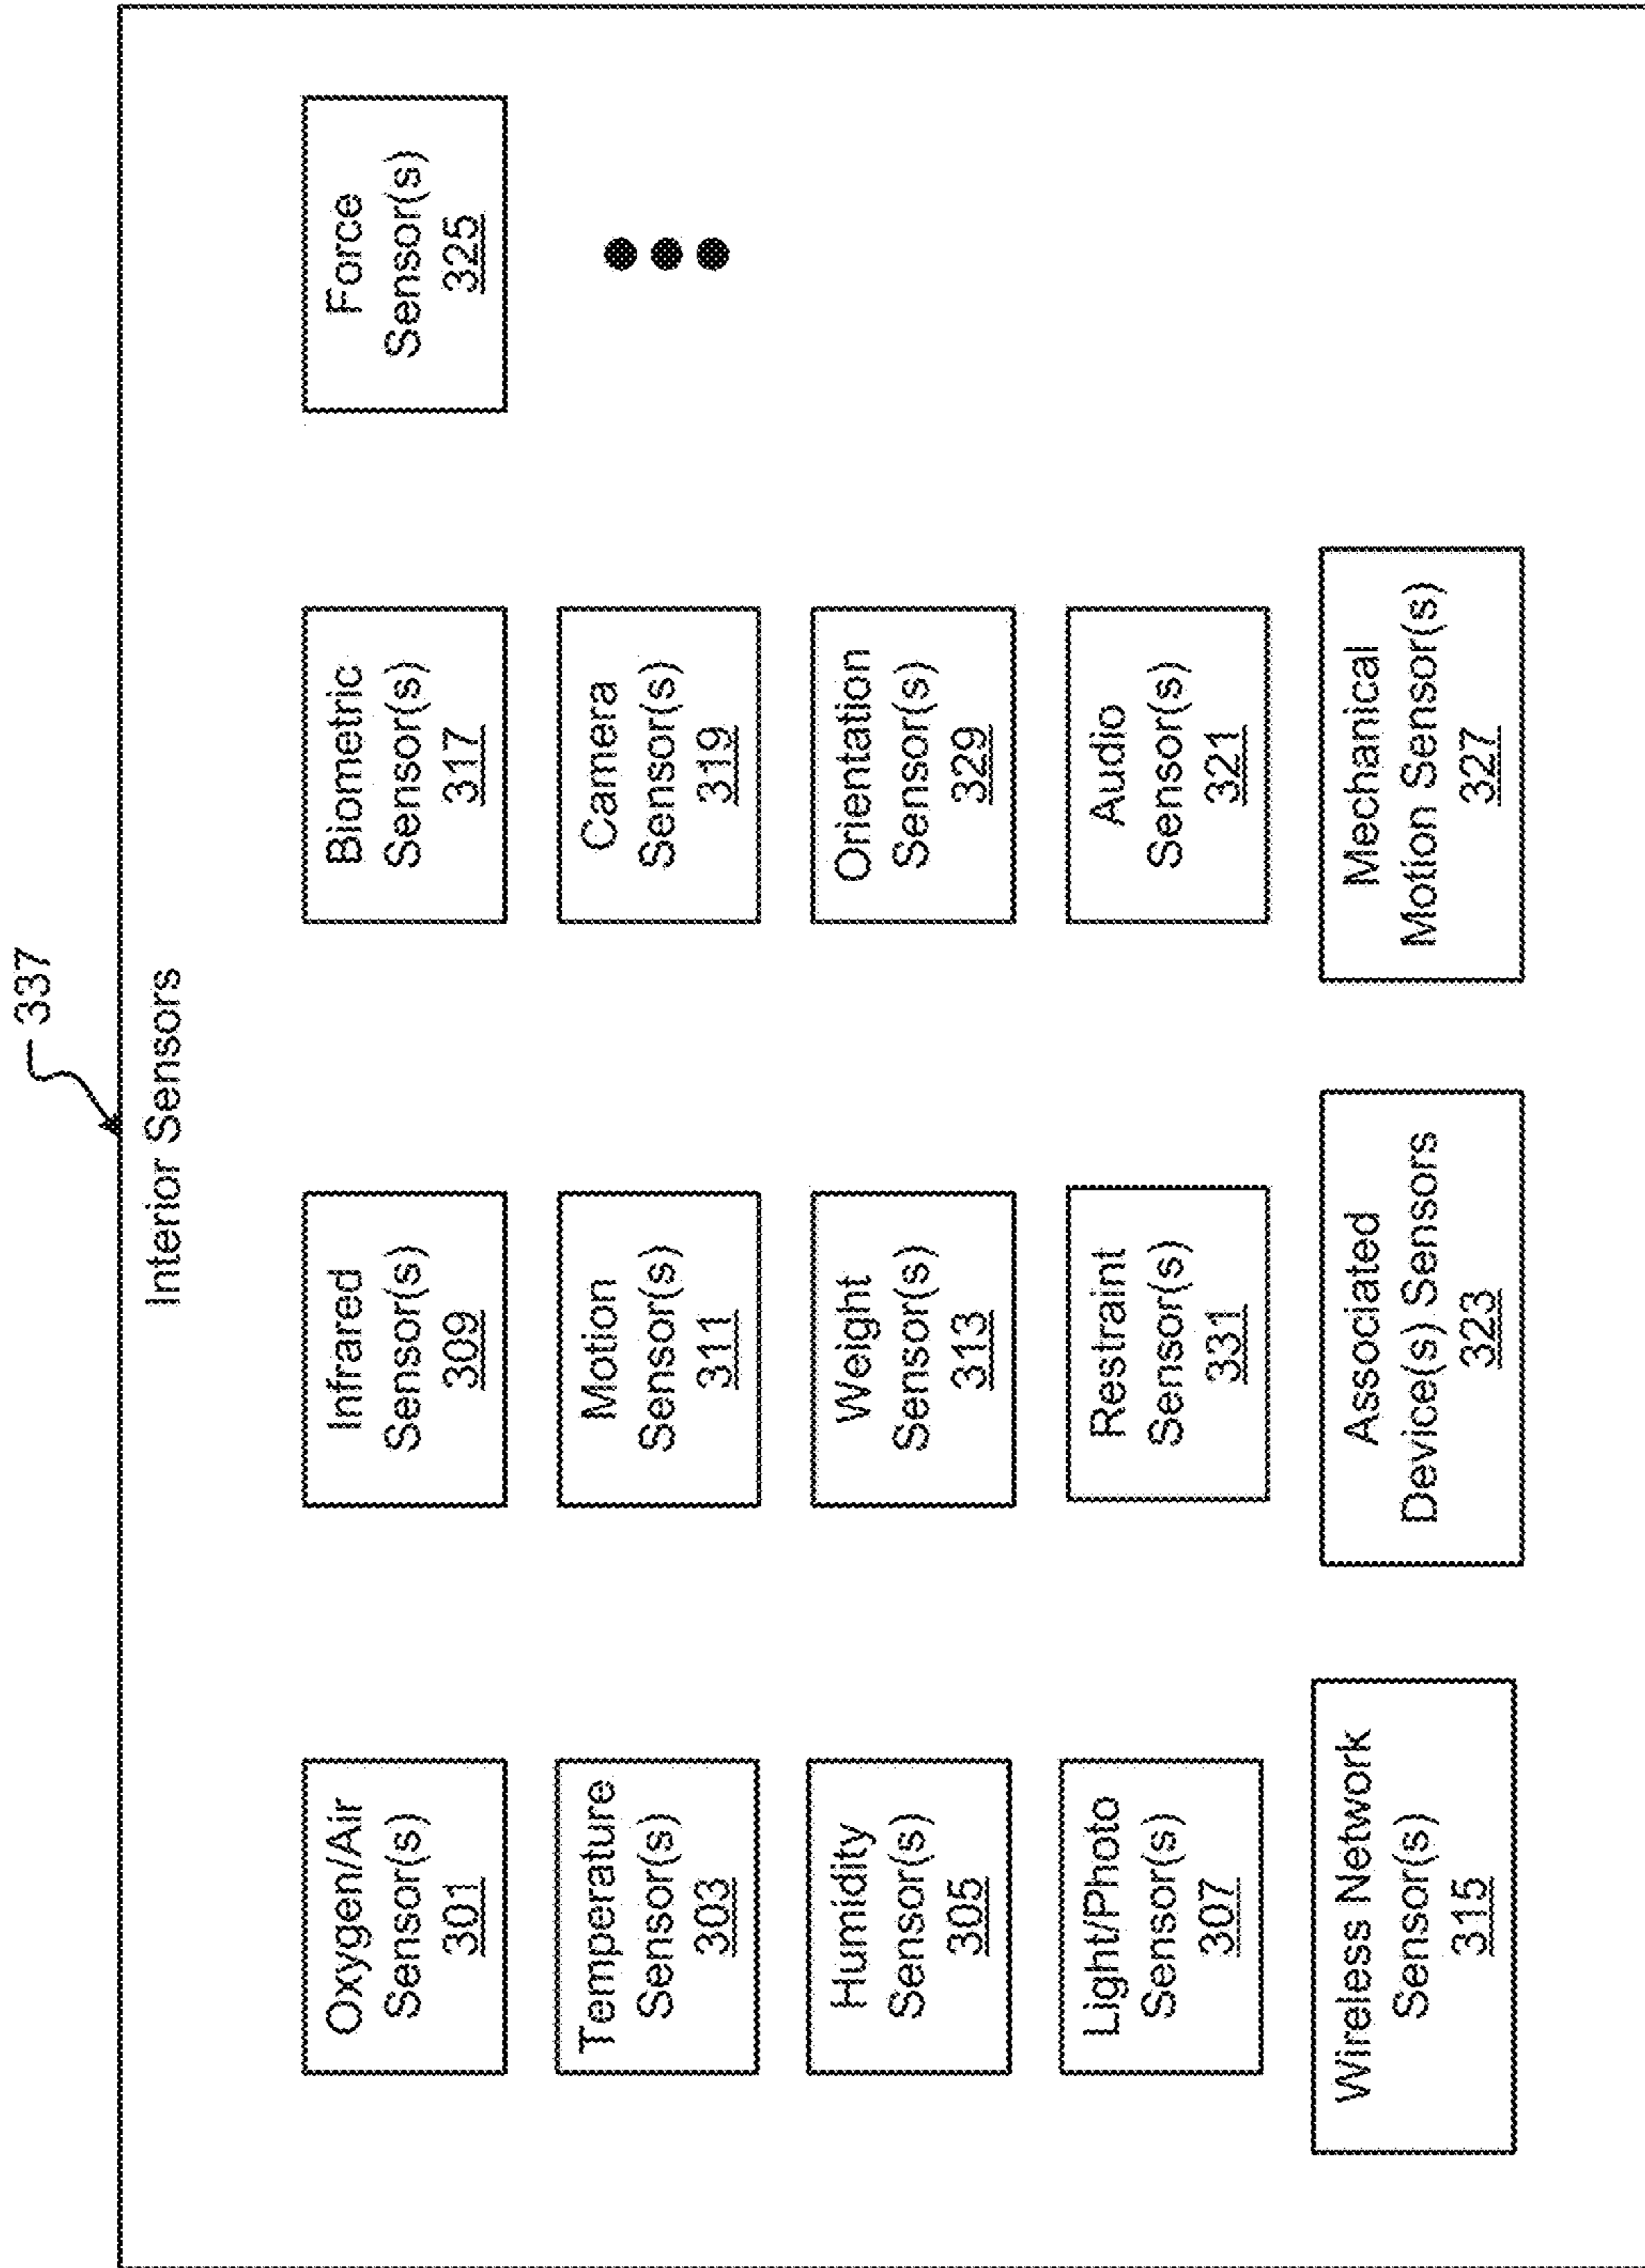 337
Interior Sensors
Oxygen/Air
Sensor(s)
301
Temperature
Sensor(s)
303
Humidity
Sensor(s)
305
Light/Photo
Sensor(s)
307
Wireless Network
Sensor(s)
315
Infrared
Sensor(s)
309
Motion
Sensor(s)
311
Weight
Sensor(s)
313
Restraint
Sensor(s)
331
Associated
Device(s) Sensors
323
Biometric
Sensor(s)
317
Camera
Sensor(s)
319
Orientation
Sensor(s)
329
Audio
Sensor(s)
321
Mechanical
Motion Sensor(s)
327
Force
Sensor(s)
325